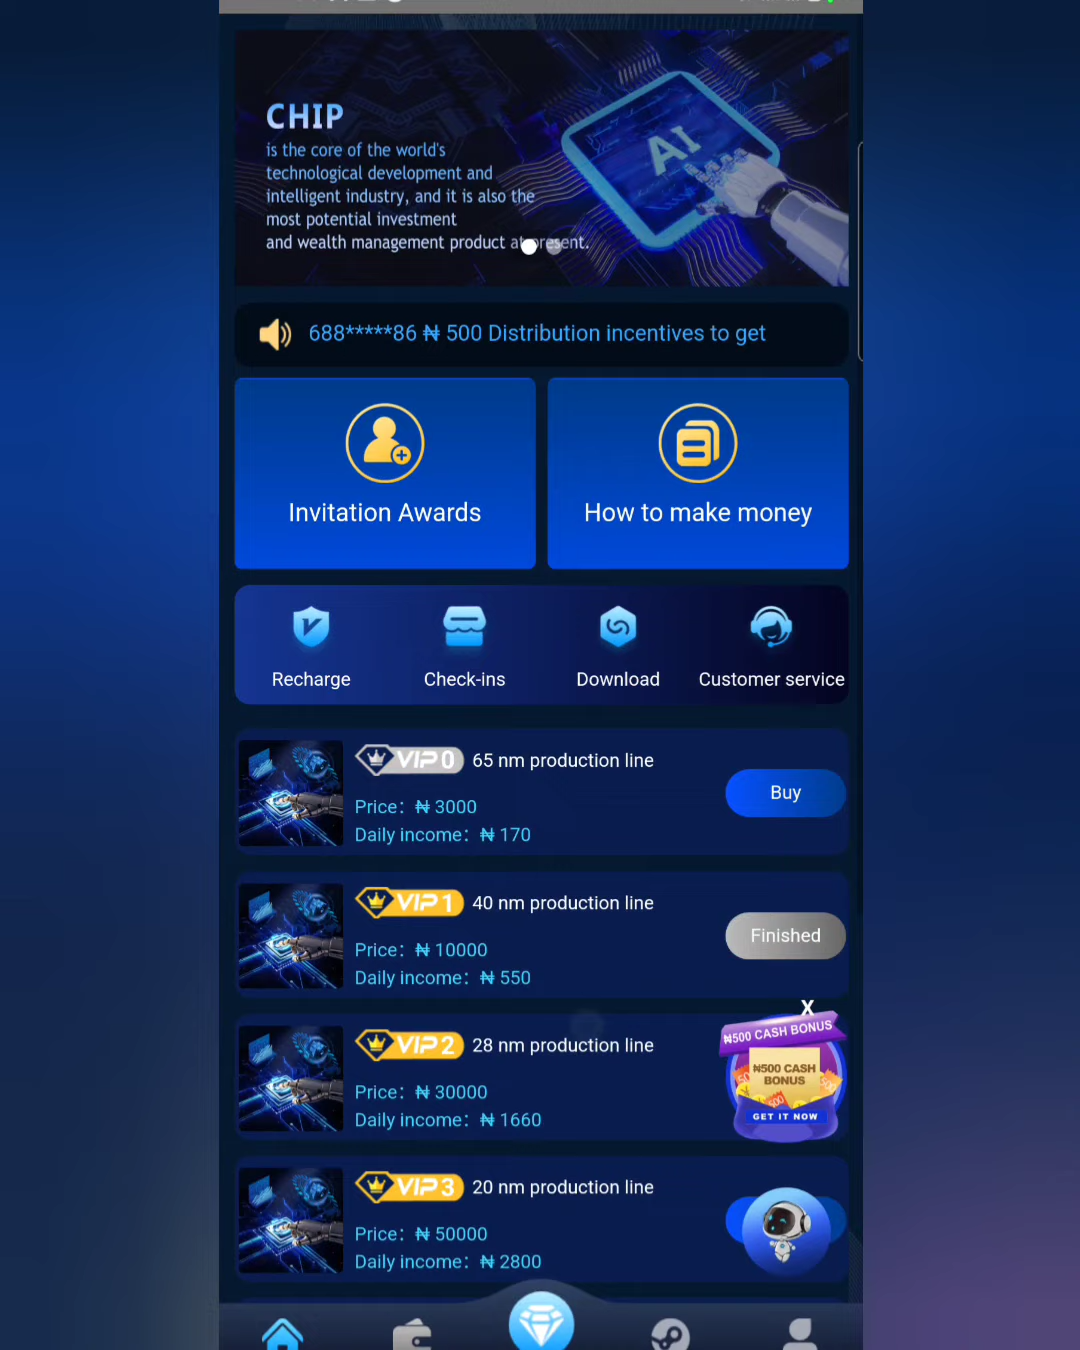 CHIP
is the core of the world's
technological development and
intelligent industry, and it is also the
most potential investment
and wealth management product at present.
AI
688*****86 ₦ 500 Distribution incentives to get
Invitation Awards
How to make money
Recharge
Check-ins
Download
Customer service
VIP 0
65 nm production line
Price: ₦ 3000
Daily income: ₦ 170
Buy
VIP 1
40 nm production line
Price: ₦ 10000
Daily income: ₦ 550
Finished
VIP 2
28 nm production line
Price: ₦ 30000
Daily income: ₦ 1660
X
₦500 CASH BONUS
₦500 CASH
BONUS
GET IT NOW
VIP 3
20 nm production line
Price: ₦ 50000
Daily income: ₦ 2800